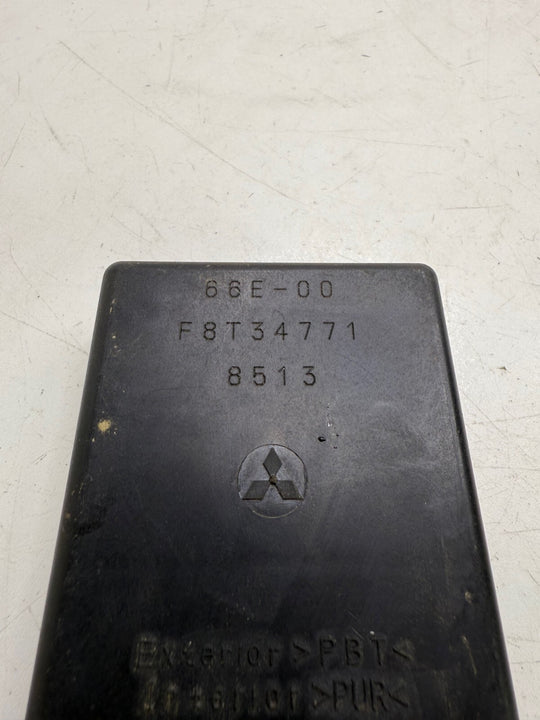 66E-00
F8T34771
8513
Exterior >PBT<
Interior >PUR<